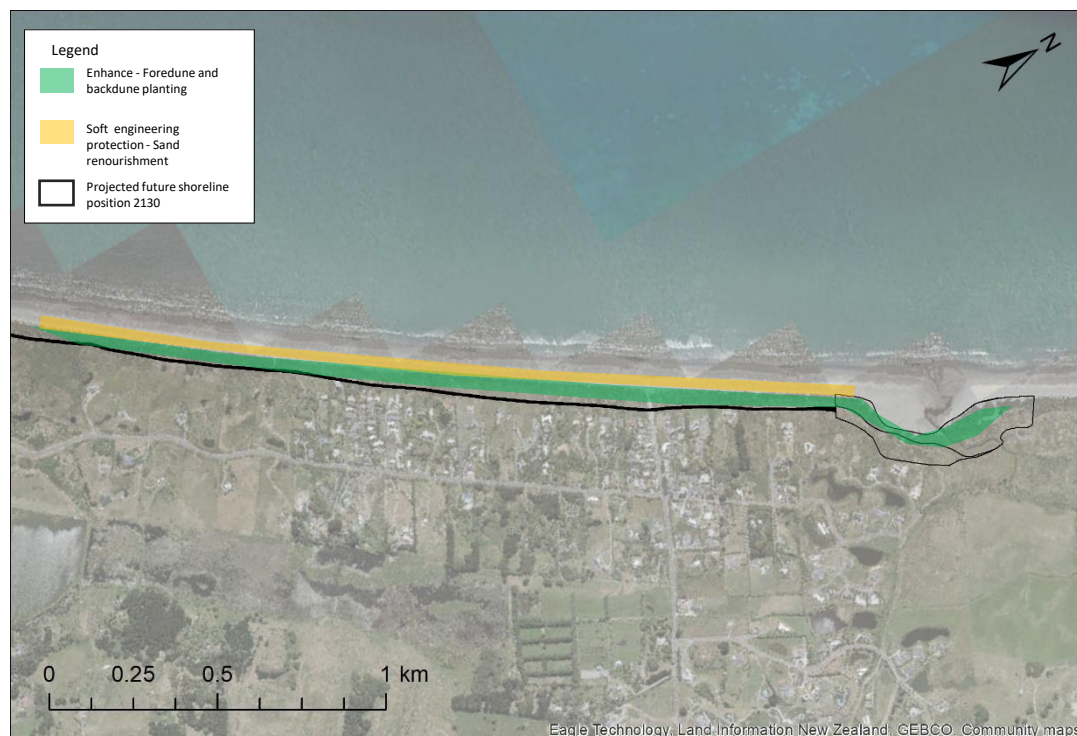 Legend
Enhance - Foredune and
backdune planting
Soft engineering
protection - Sand
renourishment
Projected future shoreline
position 2130
N
0 0.25 0.5 1 km
Eagle Technology, Land Information New Zealand, GEBCO, Community maps